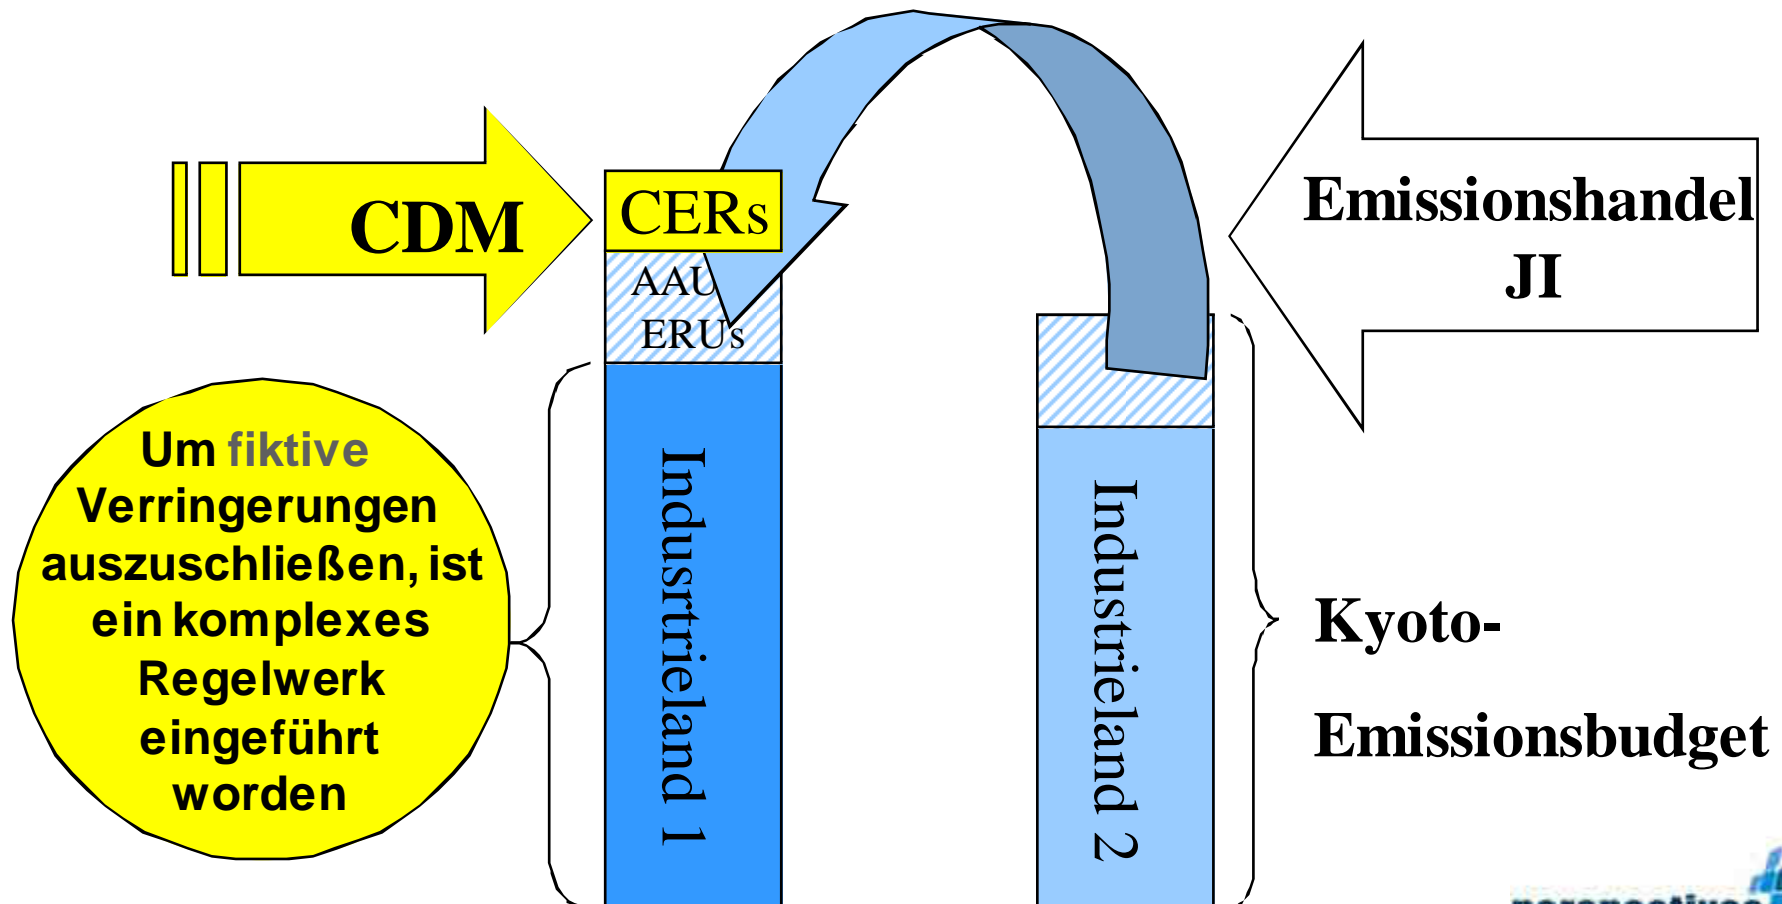 CDM
CERs
AAU
ERUs
Emissionshandel
JI
Um fiktive
Verringerungen
auszuschließen, ist
ein komplexes
Regelwerk
eingeführt
worden
Indusrtrieland 1
Industrieland 2
Kyoto-
Emissionsbudget